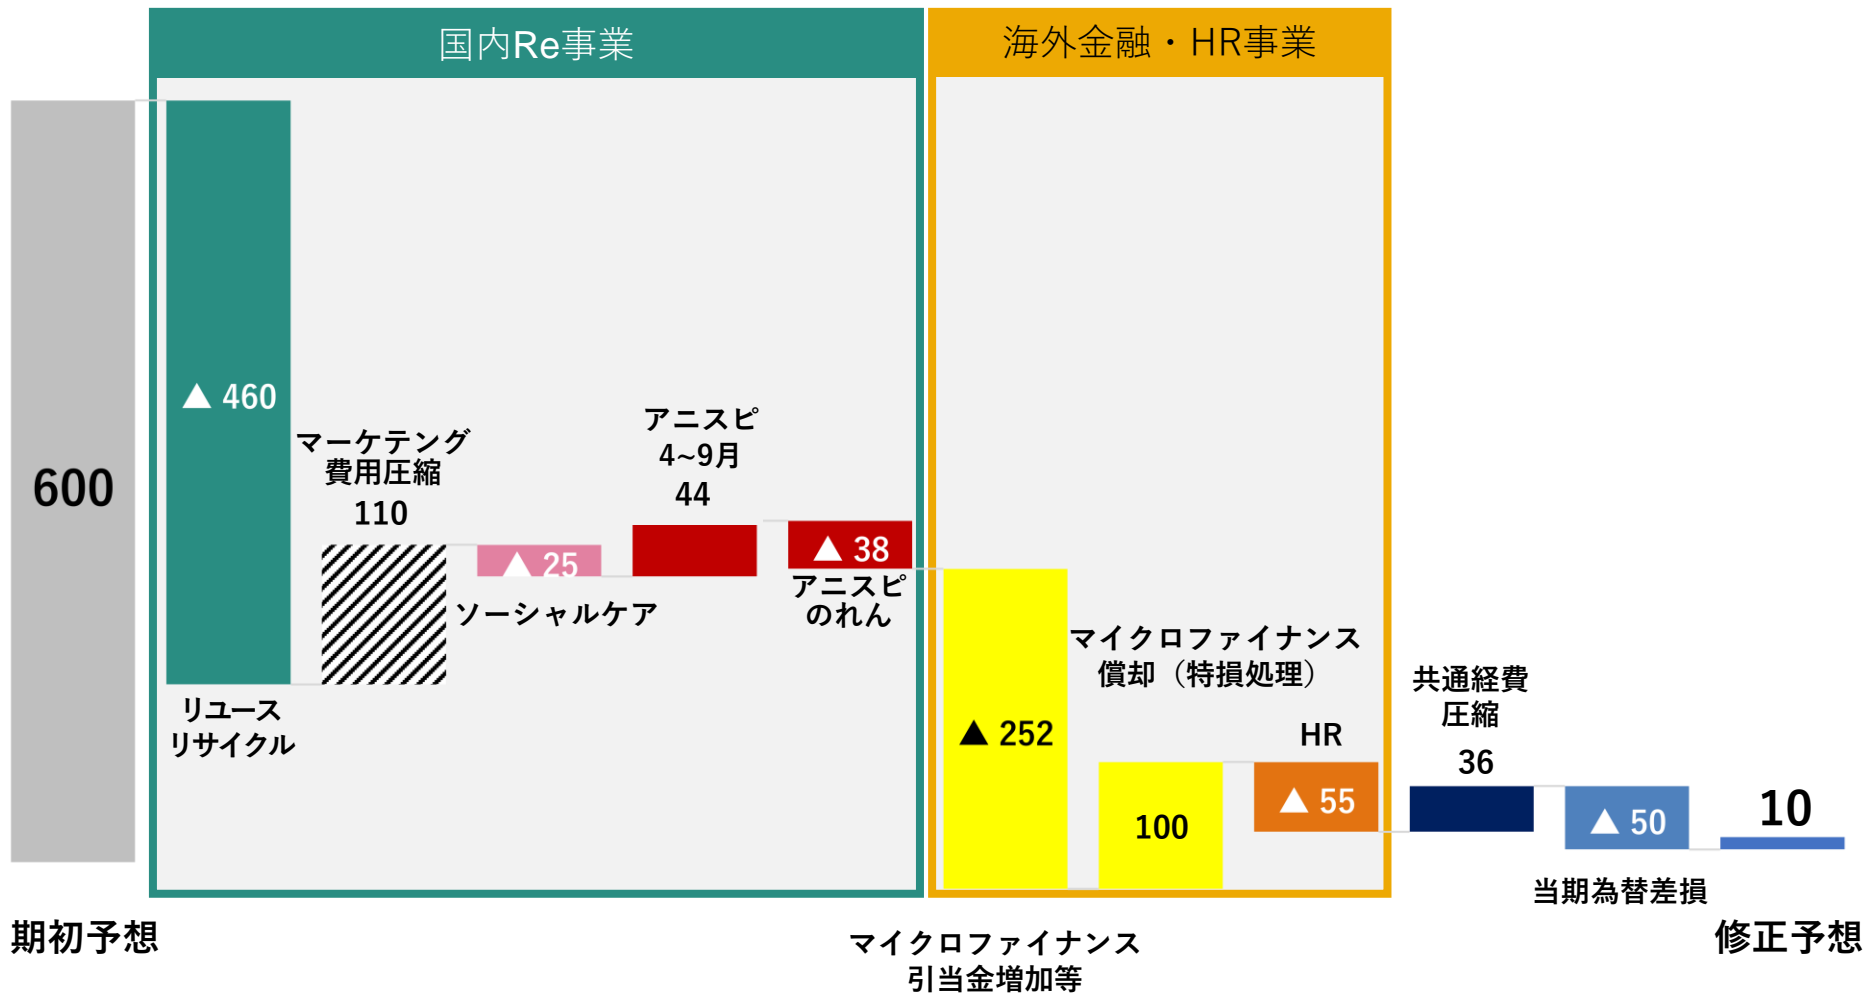 国内Re事業
海外金融・HR事業
600
期初予想
▲ 460
リユース
リサイクル
マーケテング
費用圧縮
110
▲ 25
ソーシャルケア
アニスピ
4~9月
44
▲ 38
アニスピ
のれん
▲ 252
マイクロファイナンス
引当金増加等
マイクロファイナンス
償却（特損処理）
100
HR
▲ 55
共通経費
圧縮
36
▲ 50
当期為替差損
10
修正予想